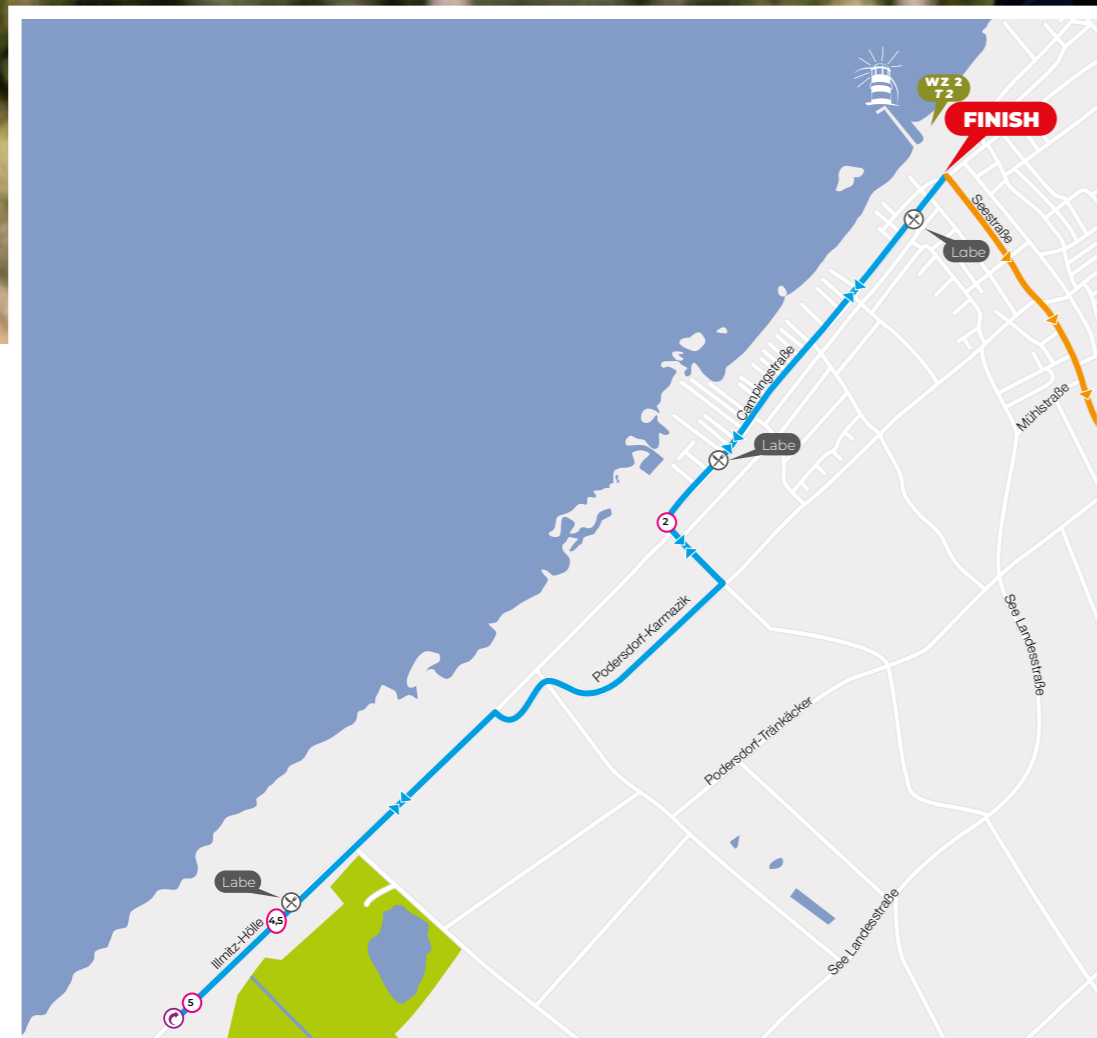 WZ 2
T 2
FINISH
Seestraße
Labe
Campingstraße
Mühlstraße
Labe
2
Podersdorf-Karmazik
See Landesstraße
Podersdorf-Tränkäcker
Labe
4,5
Illmitz-Hölle
See Landesstraße
5